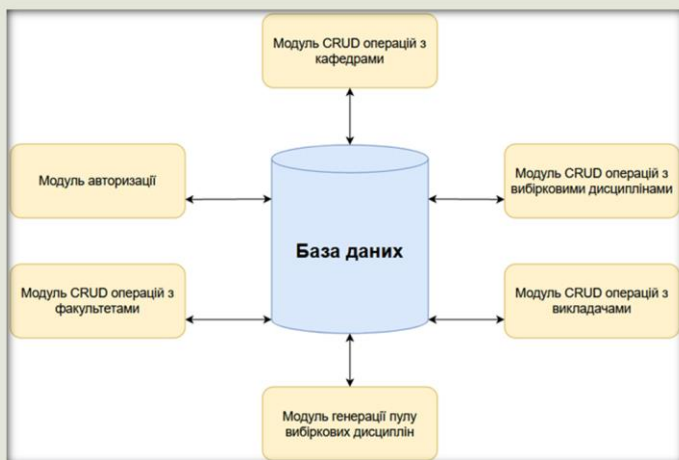 Модуль CRUD операцій з
кафедрами
Модуль авторизації
Модуль CRUD операцій з
вибірковими дисциплінами
База даних
Модуль CRUD операцій з
факультетами
Модуль CRUD операцій з
викладачами
Модуль генерації пулу
вибіркових дисциплін